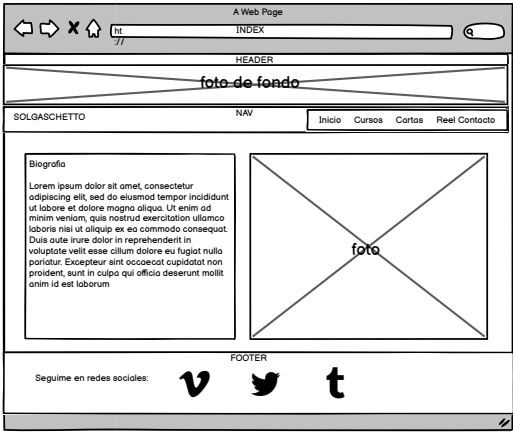 A Web Page
ht
://
INDEX
HEADER
foto de fondo
SOLGASCHETTO
NAV
Inicio Cursos Cartas Reel Contacto
Biografia
Lorem ipsum dolor sit amet, consectetur
adipiscing elit, sed do eiusmod tempor incididunt
ut labore et dolore magna aliqua. Ut enim ad
minim veniam, quis nostrud exercitation ullamco
laboris nisi ut aliquip ex ea commodo consequat.
Duis aute irure dolor in reprehenderit in
voluptate velit esse cillum dolore eu fugiat nulla
pariatur. Excepteur sint occaecat cupidatat non
proident, sunt in culpa qui officia deserunt mollit
anim id est laborum
foto
FOOTER
Seguime en redes sociales: